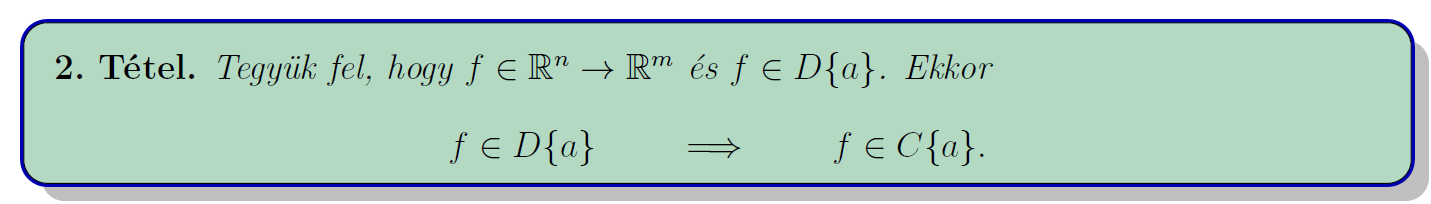 2. Tétel. Tegyük fel, hogy f ∈ ℝⁿ → ℝᵐ és f ∈ D{a}. Ekkor
f ∈ D{a} ⟹ f ∈ C{a}.